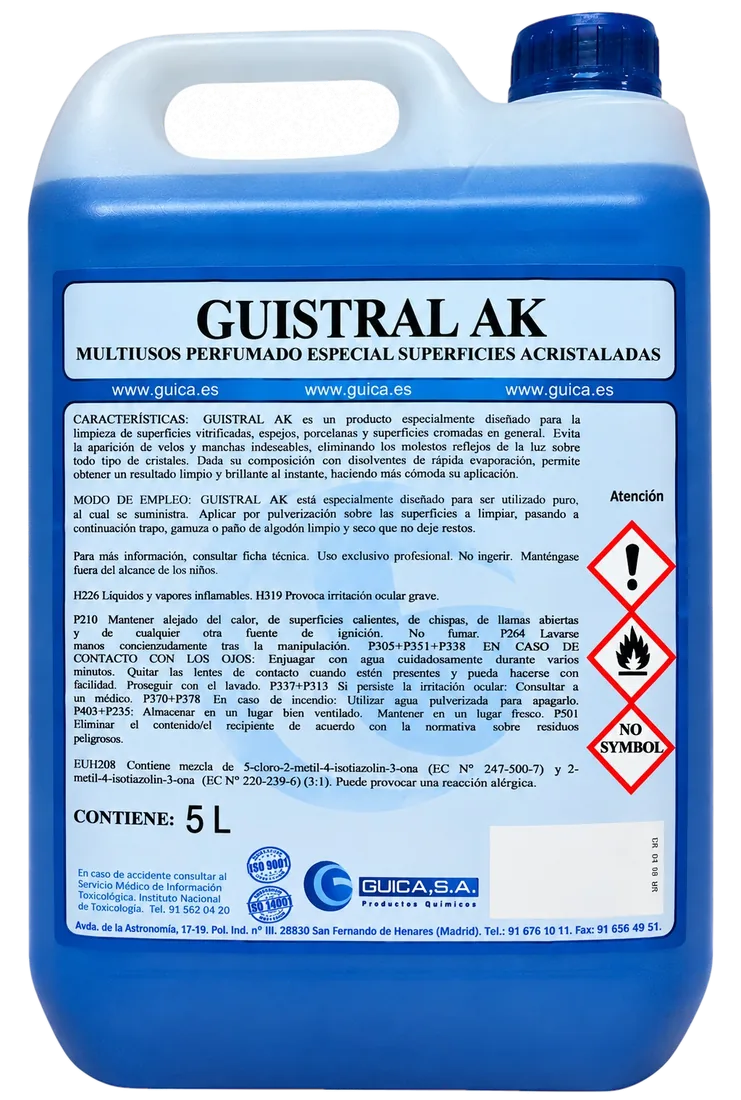 GUISTRAL AK
MULTIUSOS PERFUMADO ESPECIAL SUPERFICIES ACRISTALADAS
www.guica.es www.guica.es www.guica.es
CARACTERÍSTICAS: GUISTRAL AK es un producto especialmente diseñado para la
limpieza de superficies vitrificadas, espejos, porcelanas y superficies cromadas en general. Evita
la aparición de velos y manchas indeseables, eliminando los molestos reflejos de la luz sobre
todo tipo de cristales. Dada su composición con disolventes de rápida evaporación, permite
obtener un resultado limpio y brillante al instante, haciendo más cómoda su aplicación.
MODO DE EMPLEO: GUISTRAL AK está especialmente diseñado para ser utilizado puro,
al cual se suministra. Aplicar por pulverización sobre las superficies a limpiar, pasando a
continuación trapo, gamuza o paño de algodón limpio y seco que no deje restos.
Para más información, consultar ficha técnica. Uso exclusivo profesional. No ingerir. Manténgase
fuera del alcance de los niños.
H226 Líquidos y vapores inflamables. H319 Provoca irritación ocular grave.
P210 Mantener alejado del calor, de superficies calientes, de chispas, de llamas abiertas
y de cualquier otra fuente de ignición. No fumar. P264 Lavarse
manos concienzudamente tras la manipulación. P305+P351+P338 EN CASO DE
CONTACTO CON LOS OJOS: Enjuagar con agua cuidadosamente durante varios
minutos. Quitar las lentes de contacto cuando estén presentes y pueda hacerse con
facilidad. Proseguir con el lavado. P337+P313 Si persiste la irritación ocular: Consultar a
un médico. P370+P378 En caso de incendio: Utilizar agua pulverizada para apagarlo.
P403+P235: Almacenar en un lugar bien ventilado. Mantener en un lugar fresco. P501
Eliminar el contenido/el recipiente de acuerdo con la normativa sobre residuos
peligrosos.
EUH208 Contiene mezcla de 5-cloro-2-metil-4-isotiazolin-3-ona (EC Nº 247-500-7) y 2-
metil-4-isotiazolin-3-ona (EC Nº 220-239-6) (3:1). Puede provocar una reacción alérgica.
Atención
NO
SYMBOL
CONTIENE: 5 L
En caso de accidente consultar al
Servicio Médico de Información
Toxicológica. Instituto Nacional
de Toxicología. Tel. 91 562 04 20
ISO 9001
ISO 14001
GUICA, S.A.
Productos Químicos
Avda. de la Astronomía, 17-19. Pol. Ind. nº III. 28830 San Fernando de Henares (Madrid). Tel.: 91 676 10 11. Fax: 91 656 49 51.